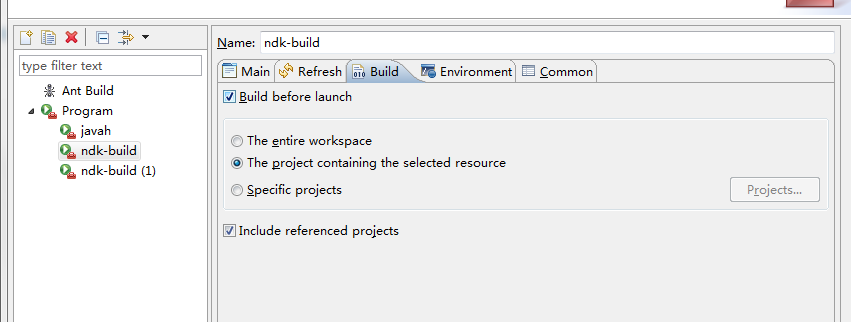 type filter text
Ant Build
Program
javah
ndk-build
ndk-build (1)
Name: ndk-build
Main Refresh Build Environment Common
Build before launch
The entire workspace
The project containing the selected resource
Specific projects
Projects...
Include referenced projects